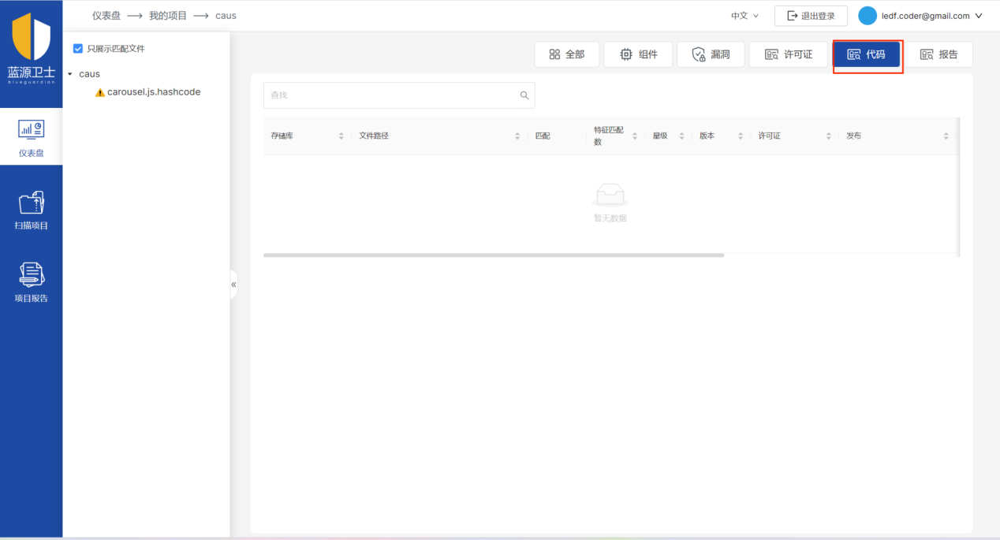 仪表盘 → 我的项目 → caus
中文
退出登录
ledf.coder@gmail.com
蓝源卫士
blueguardian
仪表盘
扫描项目
项目报告
只展示匹配文件
caus
carousel.js.hashcode
全部
组件
漏洞
许可证
代码
报告
查找
存储库
文件路径
匹配
特征匹配
数
星级
版本
许可证
发布
暂无数据